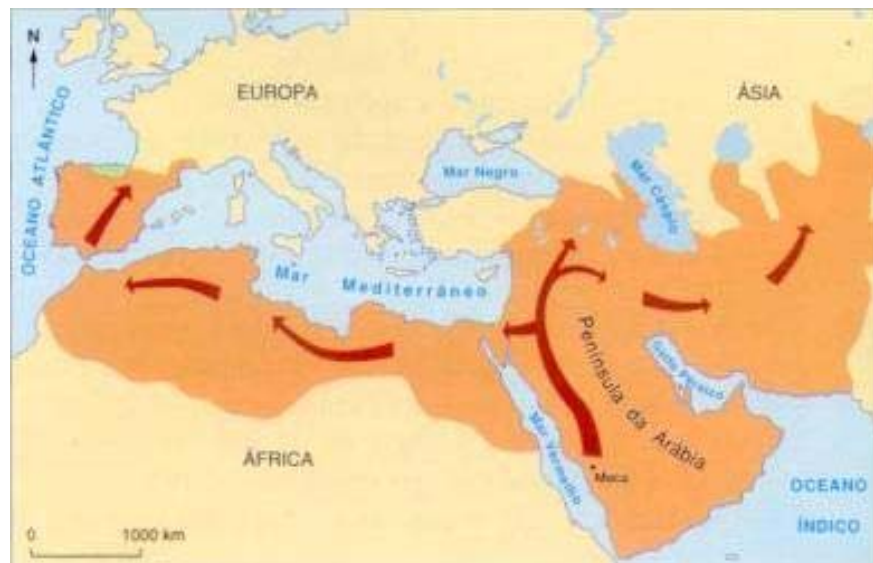 N
EUROPA
ÁSIA
OCEANO ATLÂNTICO
Mar Negro
Mar Cáspio
Mar Mediterrâneo
Península da Arábia
Golfo Pérsico
Mar Vermelho
Meca
ÁFRICA
OCEANO
ÍNDICO
0 1000 km